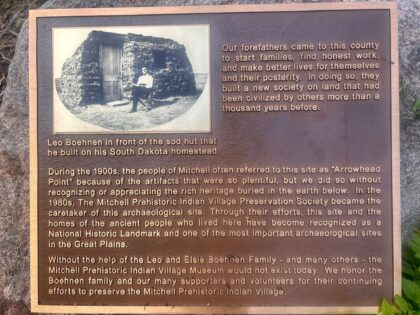 Our forefathers came to this county
to start families, find honest work,
and make better lives for themselves
and their posterity. In doing so, they
built a new society on land that had
been civilized by others more than a
thousand years before.
Leo Boehnen in front of the sod hut that
he built on his South Dakota homestead
During the 1900s, the people of Mitchell often referred to this site as "Arrowhead
Point" because of the artifacts that were so plentiful, but we did so without
recognizing or appreciating the rich heritage buried in the earth below. In the
1980s, The Mitchell Prehistoric Indian Village Preservation Society became the
caretaker of this archaeological site. Through their efforts, this site and the
homes of the ancient people who lived here have become recognized as a
National Historic Landmark and one of the most important archaeological sites
in the Great Plains.
Without the help of the Leo and Elsie Boehnen Family - and many others - the
Mitchell Prehistoric Indian Village Museum would not exist today. We honor the
Boehnen family and our many supporters and volunteers for their continuing
efforts to preserve the Mitchell Prehistoric Indian Village.